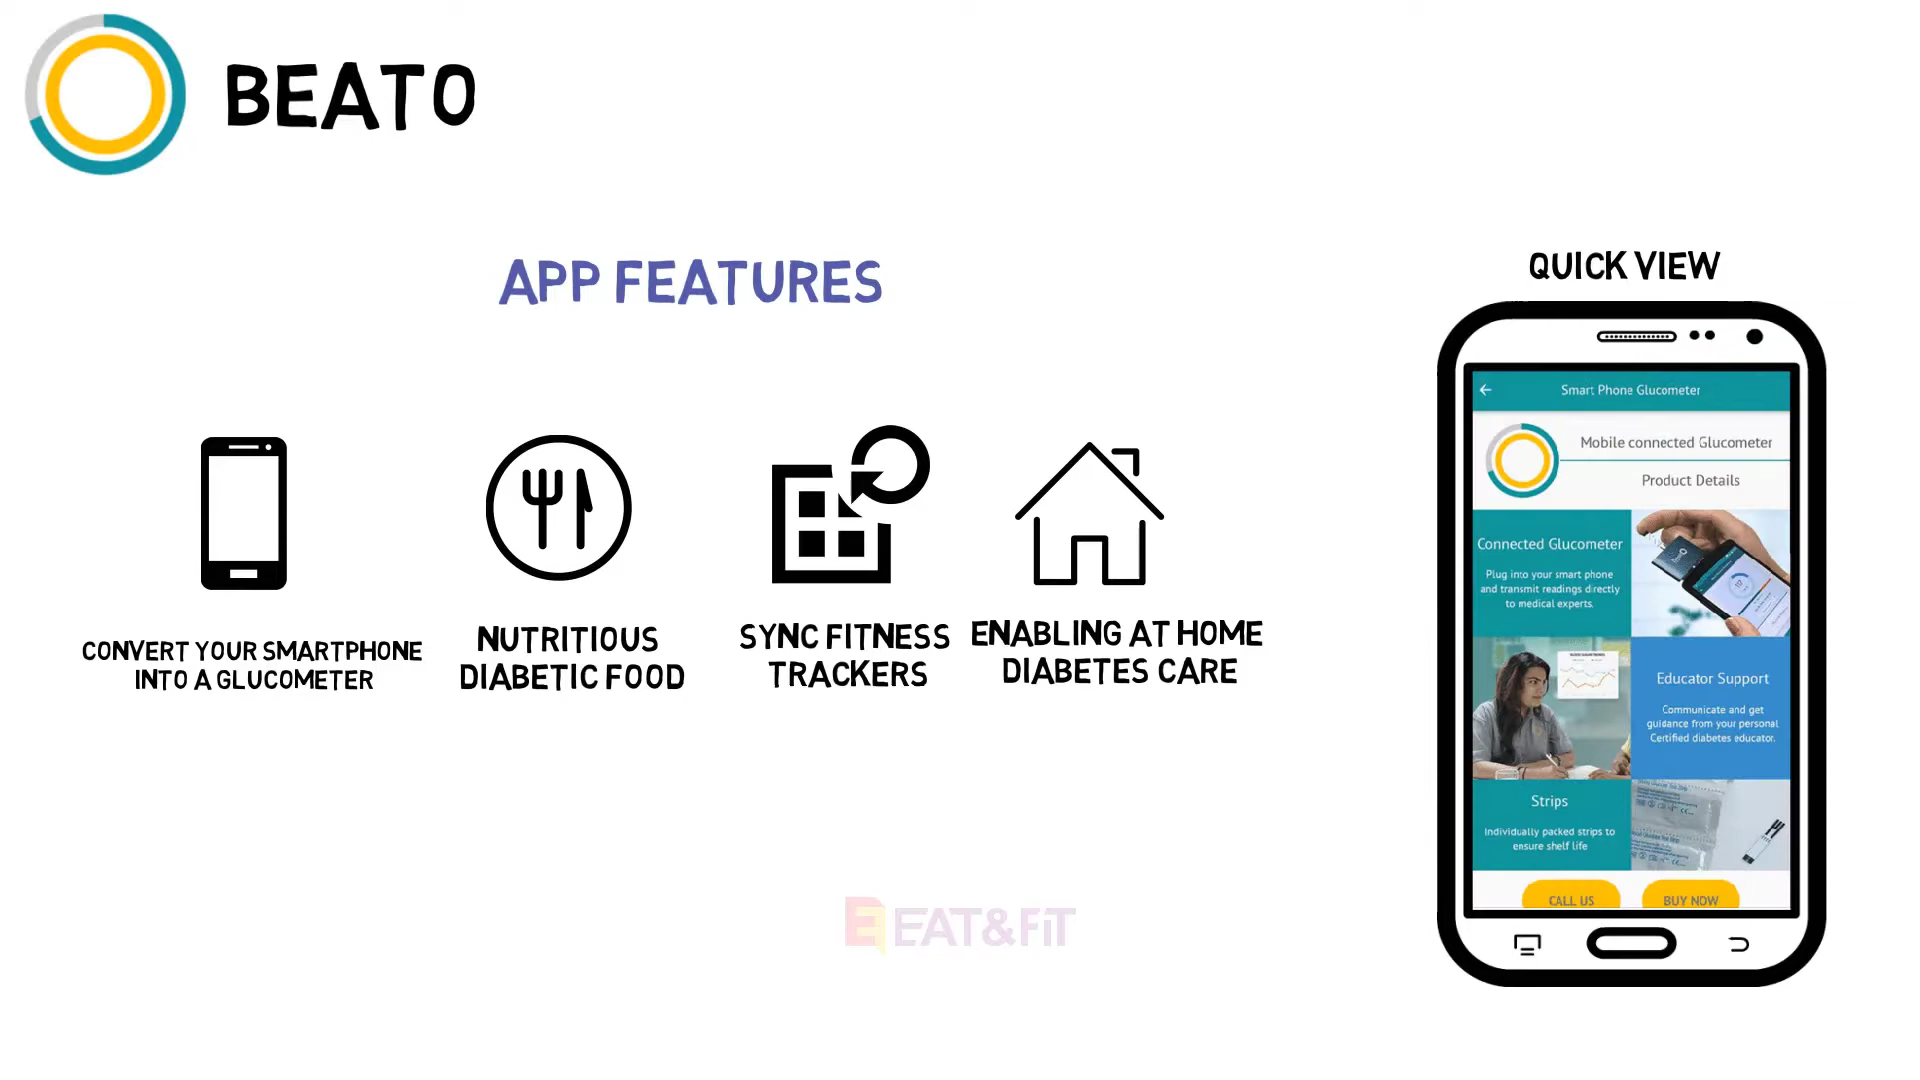 BEATO
APP FEATURES
CONVERT YOUR SMARTPHONE
INTO A GLUCOMETER
NUTRITIOUS
DIABETIC FOOD
SYNC FITNESS
TRACKERS
ENABLING AT HOME
DIABETES CARE
QUICK VIEW
Smart Phone Glucometer
Mobile connected Glucometer
Product Details
Connected Glucometer
Plug into your smart phone
and transmit readings directly
to medical experts.
Educator Support
Communicate and get
guidance from your personal
Certified diabetes educator.
Strips
Individually packed strips to
ensure shelf life
CALL US
BUY NOW
EAT&FiT